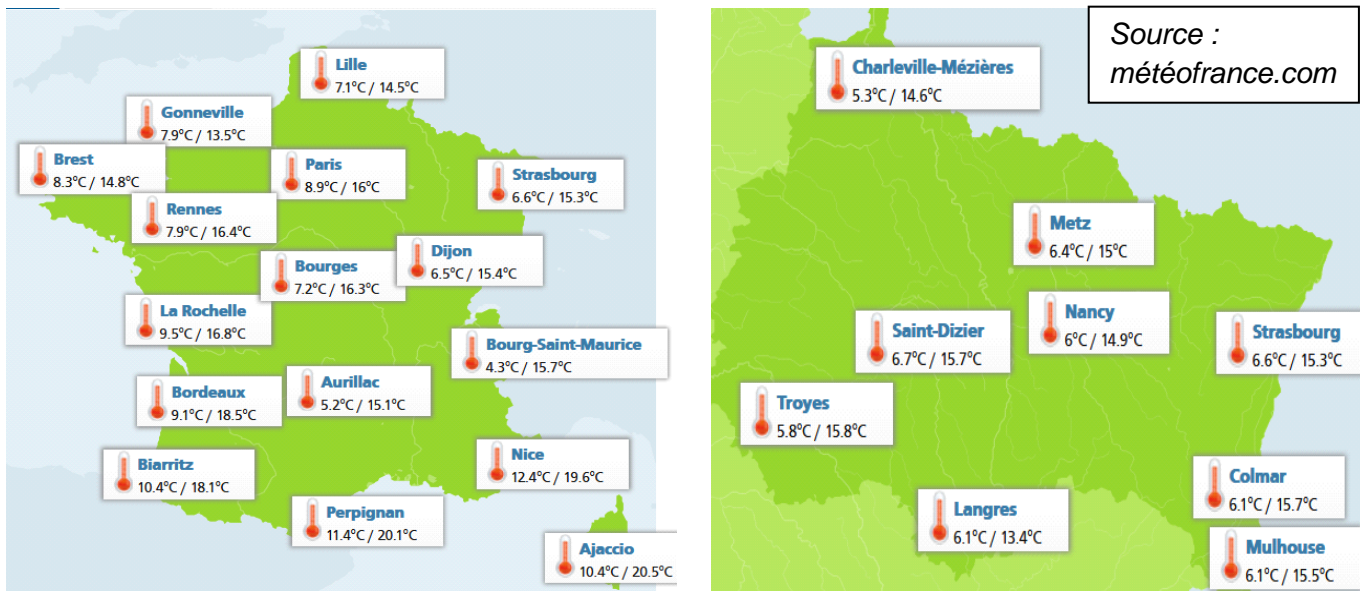 Lille
7.1°C / 14.5°C
Gonneville
7.9°C / 13.5°C
Brest
8.3°C / 14.8°C
Paris
8.9°C / 16°C
Strasbourg
6.6°C / 15.3°C
Rennes
7.9°C / 16.4°C
Dijon
6.5°C / 15.4°C
Bourges
7.2°C / 16.3°C
La Rochelle
9.5°C / 16.8°C
Bourg-Saint-Maurice
4.3°C / 15.7°C
Aurillac
5.2°C / 15.1°C
Bordeaux
9.1°C / 18.5°C
Nice
12.4°C / 19.6°C
Biarritz
10.4°C / 18.1°C
Perpignan
11.4°C / 20.1°C
Ajaccio
10.4°C / 20.5°C
Source :
météofrance.com
Charleville-Mézières
5.3°C / 14.6°C
Metz
6.4°C / 15°C
Nancy
6°C / 14.9°C
Saint-Dizier
6.7°C / 15.7°C
Strasbourg
6.6°C / 15.3°C
Troyes
5.8°C / 15.8°C
Colmar
6.1°C / 15.7°C
Langres
6.1°C / 13.4°C
Mulhouse
6.1°C / 15.5°C